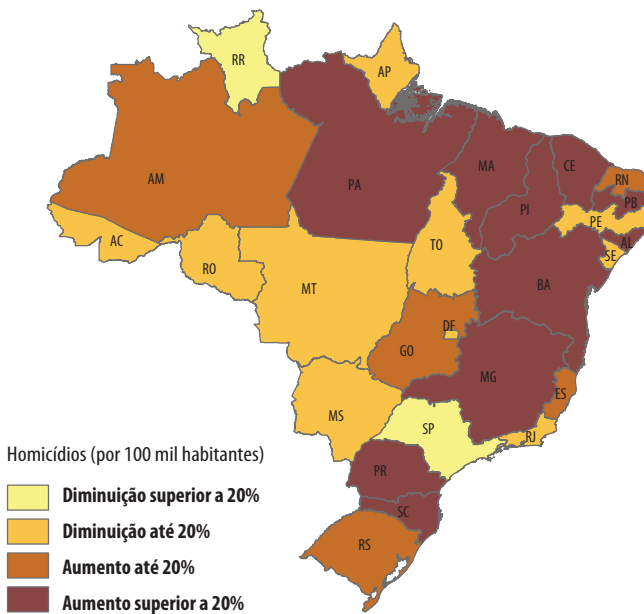 RR
AP
AM
PA
MA
CE
RN
PB
PI
PE
AL
SE
AC
RO
TO
MT
BA
DF
GO
MG
ES
MS
SP
RJ
PR
SC
RS
Homicídios (por 100 mil habitantes)
Diminuição superior a 20%
Diminuição até 20%
Aumento até 20%
Aumento superior a 20%